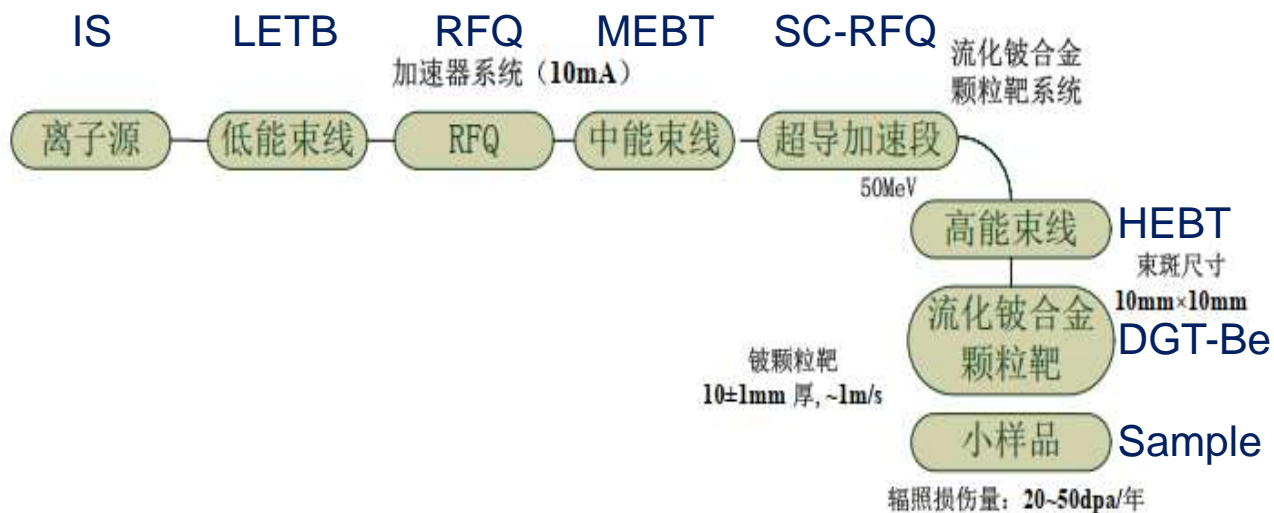 IS LETB RFQ MEBT SC-RFQ
加速器系统（10mA）
流化铍合金
颗粒靶系统
离子源 低能束线 RFQ 中能束线 超导加速段
50MeV
高能束线 HEBT
束斑尺寸
10mm×10mm
流化铍合金
颗粒靶
DGT-Be
铍颗粒靶
10±1mm 厚, ~1m/s
小样品 Sample
辐照损伤量：20~50dpa/年